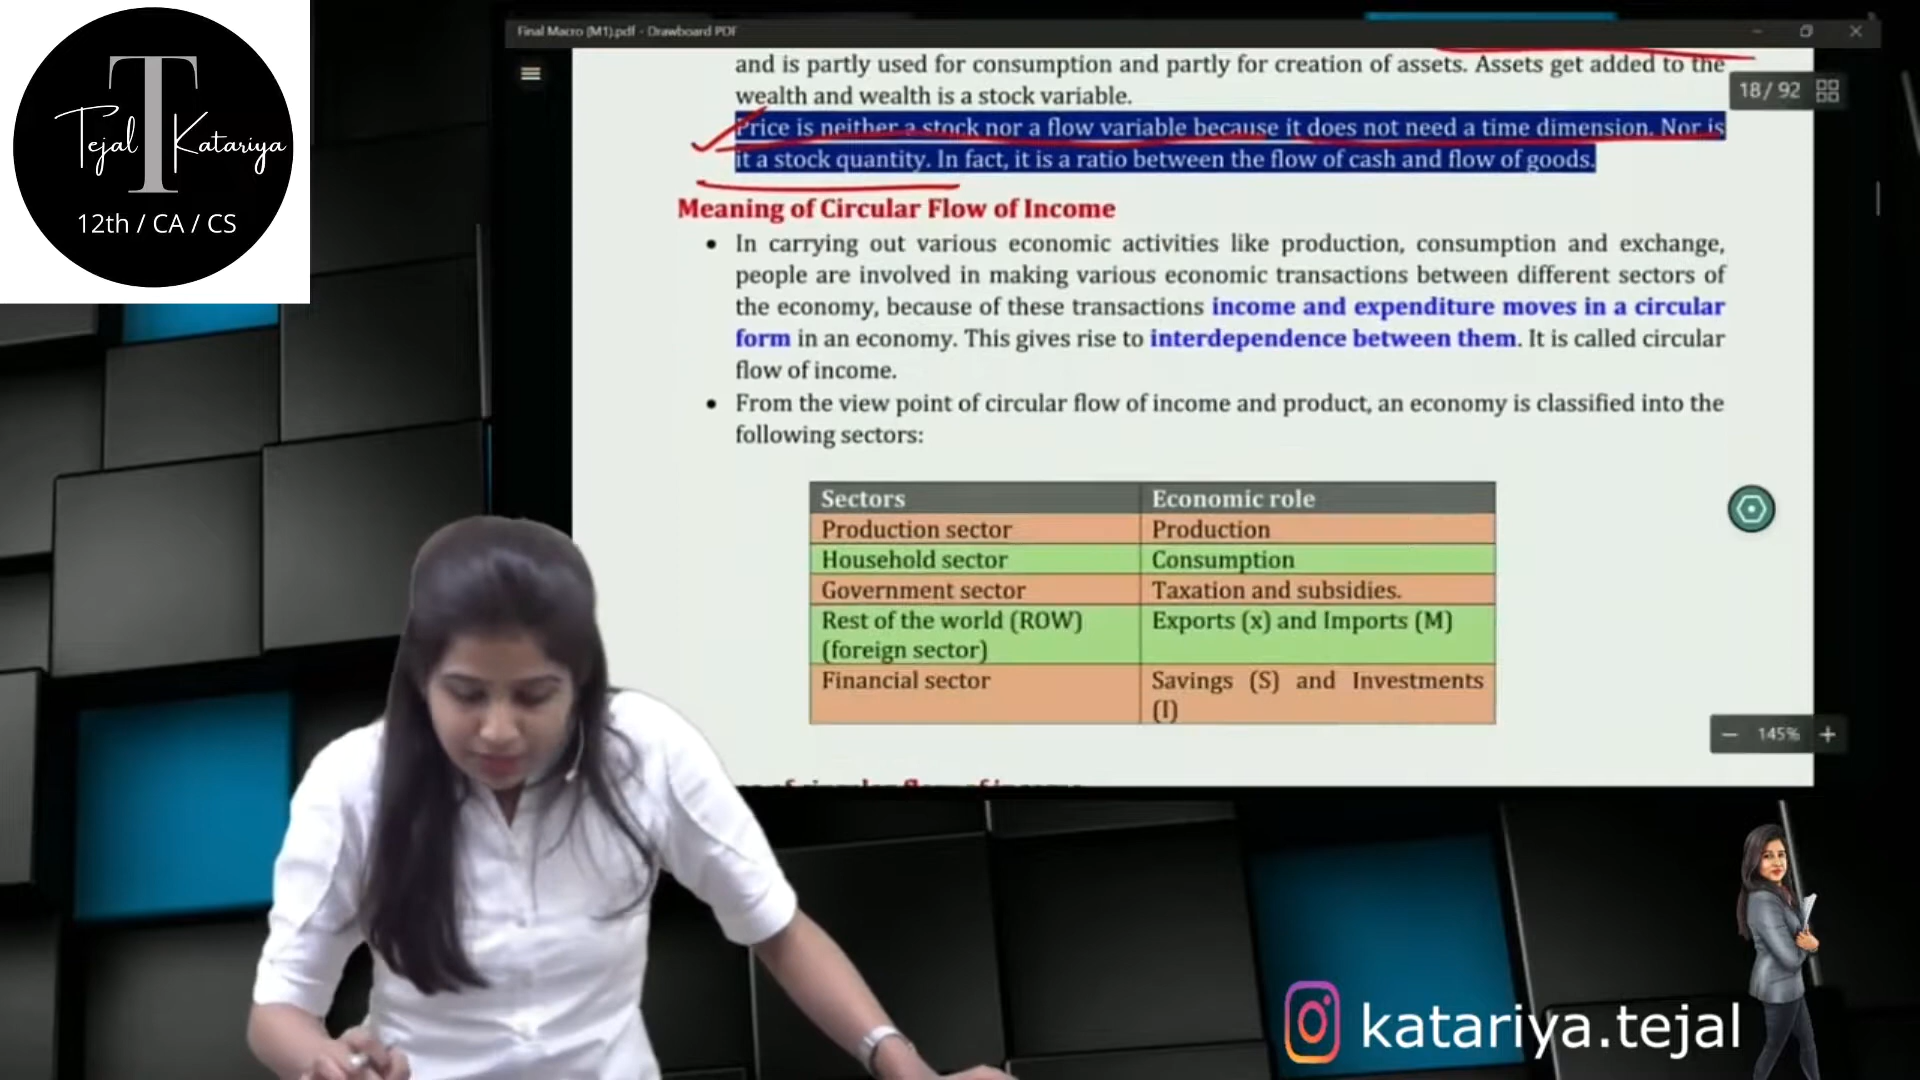 T
Tejal Katariya
12th / CA / CS
Final Macro (M1).pdf - Drawboard PDF
and is partly used for consumption and partly for creation of assets. Assets get added to the
wealth and wealth is a stock variable.
18 / 92
Price is neither a stock nor a flow variable because it does not need a time dimension. Nor is
it a stock quantity. In fact, it is a ratio between the flow of cash and flow of goods.
Meaning of Circular Flow of Income
• In carrying out various economic activities like production, consumption and exchange,
people are involved in making various economic transactions between different sectors of
the economy, because of these transactions income and expenditure moves in a circular
form in an economy. This gives rise to interdependence between them. It is called circular
flow of income.
• From the view point of circular flow of income and product, an economy is classified into the
following sectors:
Sectors Economic role
Production sector Production
Household sector Consumption
Government sector Taxation and subsidies.
Rest of the world (ROW) Exports (x) and Imports (M)
(foreign sector)
Financial sector Savings (S) and Investments
(I)
145%
katariya.tejal